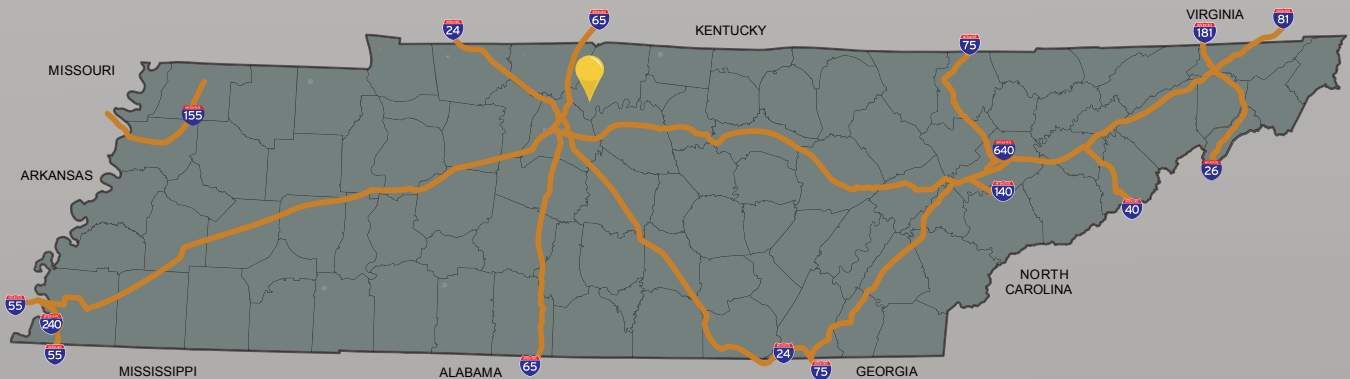 24
65
KENTUCKY
75
VIRGINIA
181
81
MISSOURI
155
640
ARKANSAS
140
26
40
NORTH
CAROLINA
55
240
55
MISSISSIPPI
ALABAMA
65
24
75
GEORGIA